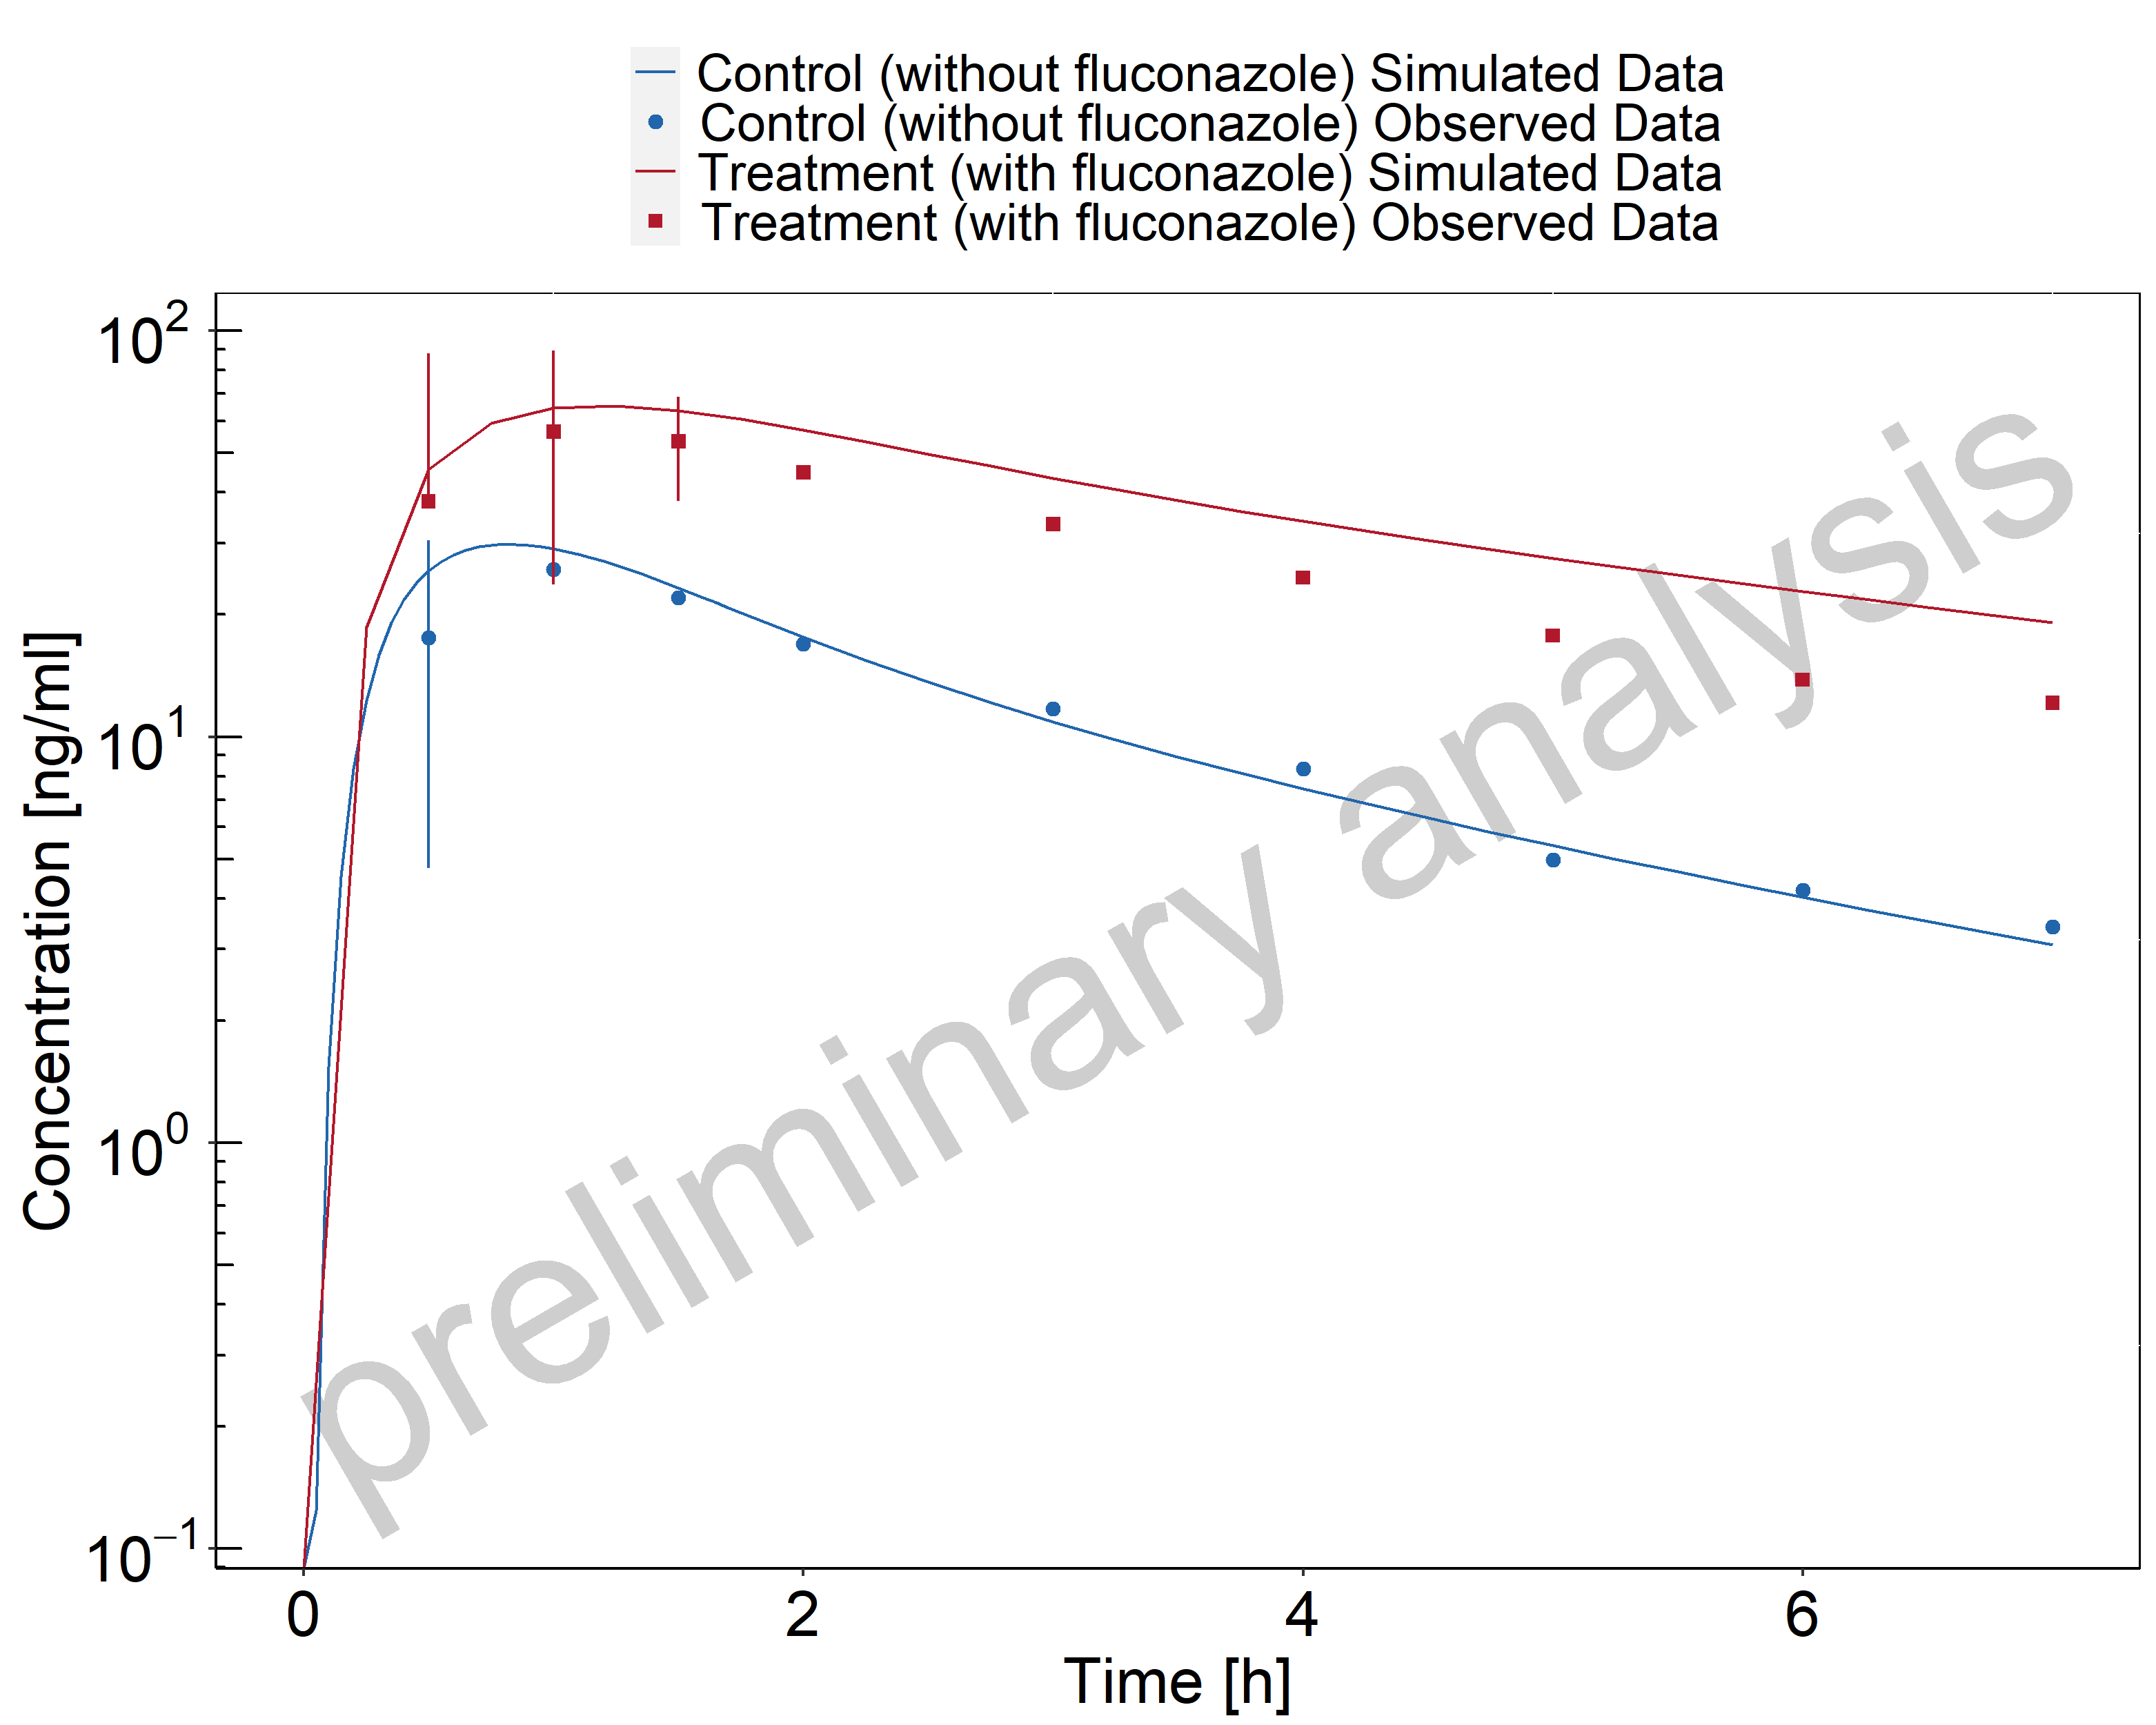 Control (without fluconazole) Simulated Data
Control (without fluconazole) Observed Data
Treatment (with fluconazole) Simulated Data
Treatment (with fluconazole) Observed Data
10²
10¹
10⁰
10⁻¹
Concentration [ng/ml]
preliminary analysis
0 2 4 6
Time [h]